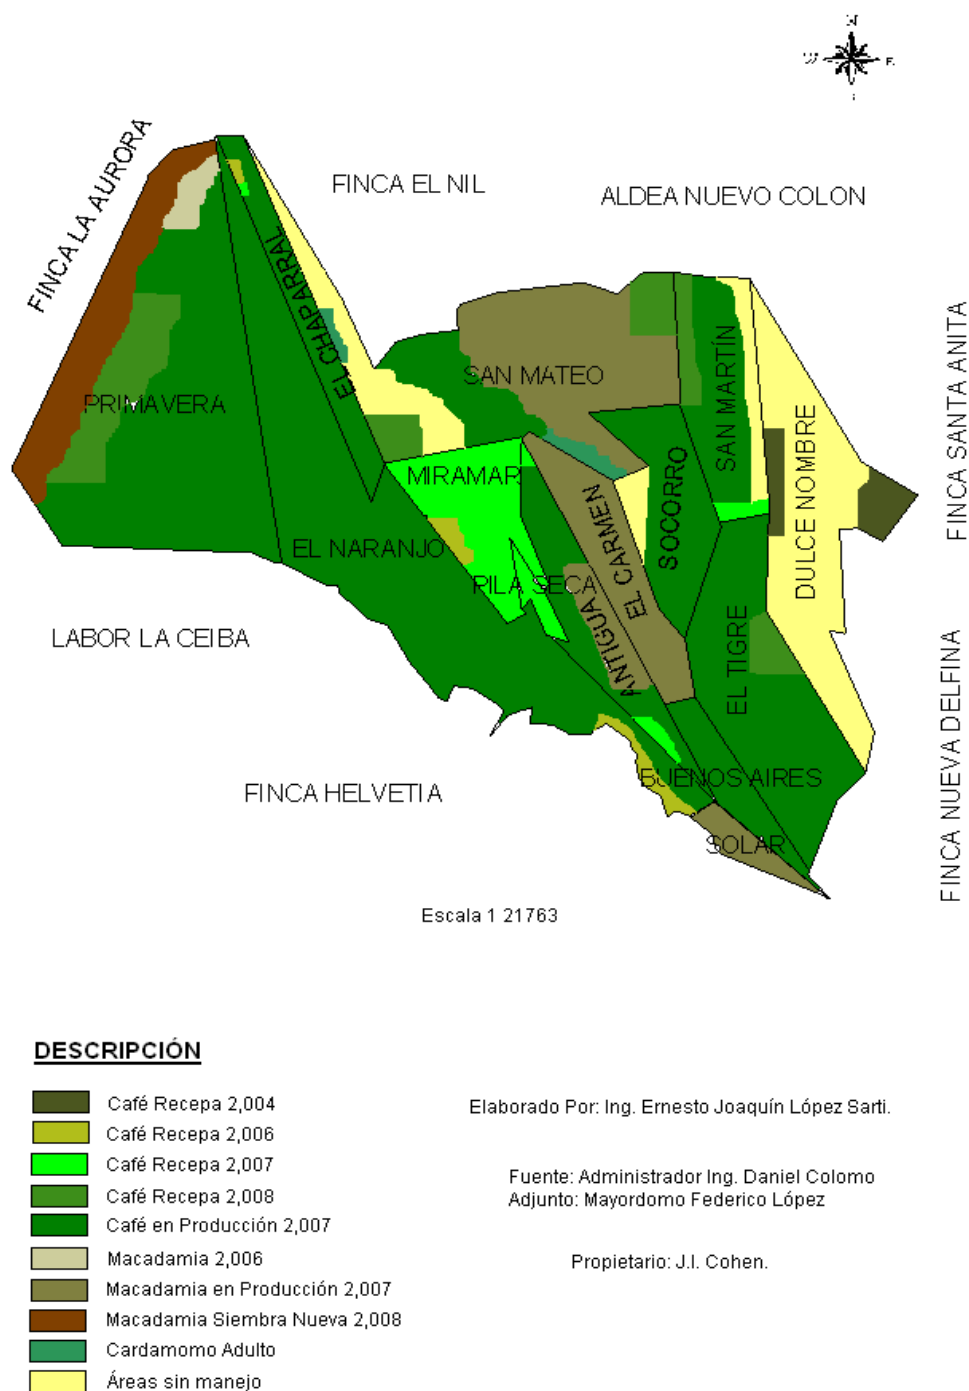 N
W
E
FINCA LA AURORA
FINCA EL NIL
ALDEA NUEVO COLON
EL CHAPARRAL
FINCA SANTA ANITA
SAN MARTÍN
SAN MATEO
PRIMAVERA
DULCE NOMBRE
MIRAMAR
SOCORRO
EL CARMEN
EL NARANJO
PILA SECA
ANTIGUA
LABOR LA CEIBA
EL TIGRE
FINCA NUEVA DELFINA
BUENOS AIRES
FINCA HELVETIA
SOLAR
Escala 1 21763
DESCRIPCIÓN
Café Recepa 2,004
Café Recepa 2,006
Café Recepa 2,007
Café Recepa 2,008
Café en Producción 2,007
Macadamia 2,006
Macadamia en Producción 2,007
Macadamia Siembra Nueva 2,008
Cardamomo Adulto
Áreas sin manejo
Elaborado Por: Ing. Ernesto Joaquín López Sarti.
Fuente: Administrador Ing. Daniel Colomo
Adjunto: Mayordomo Federico López
Propietario: J.I. Cohen.